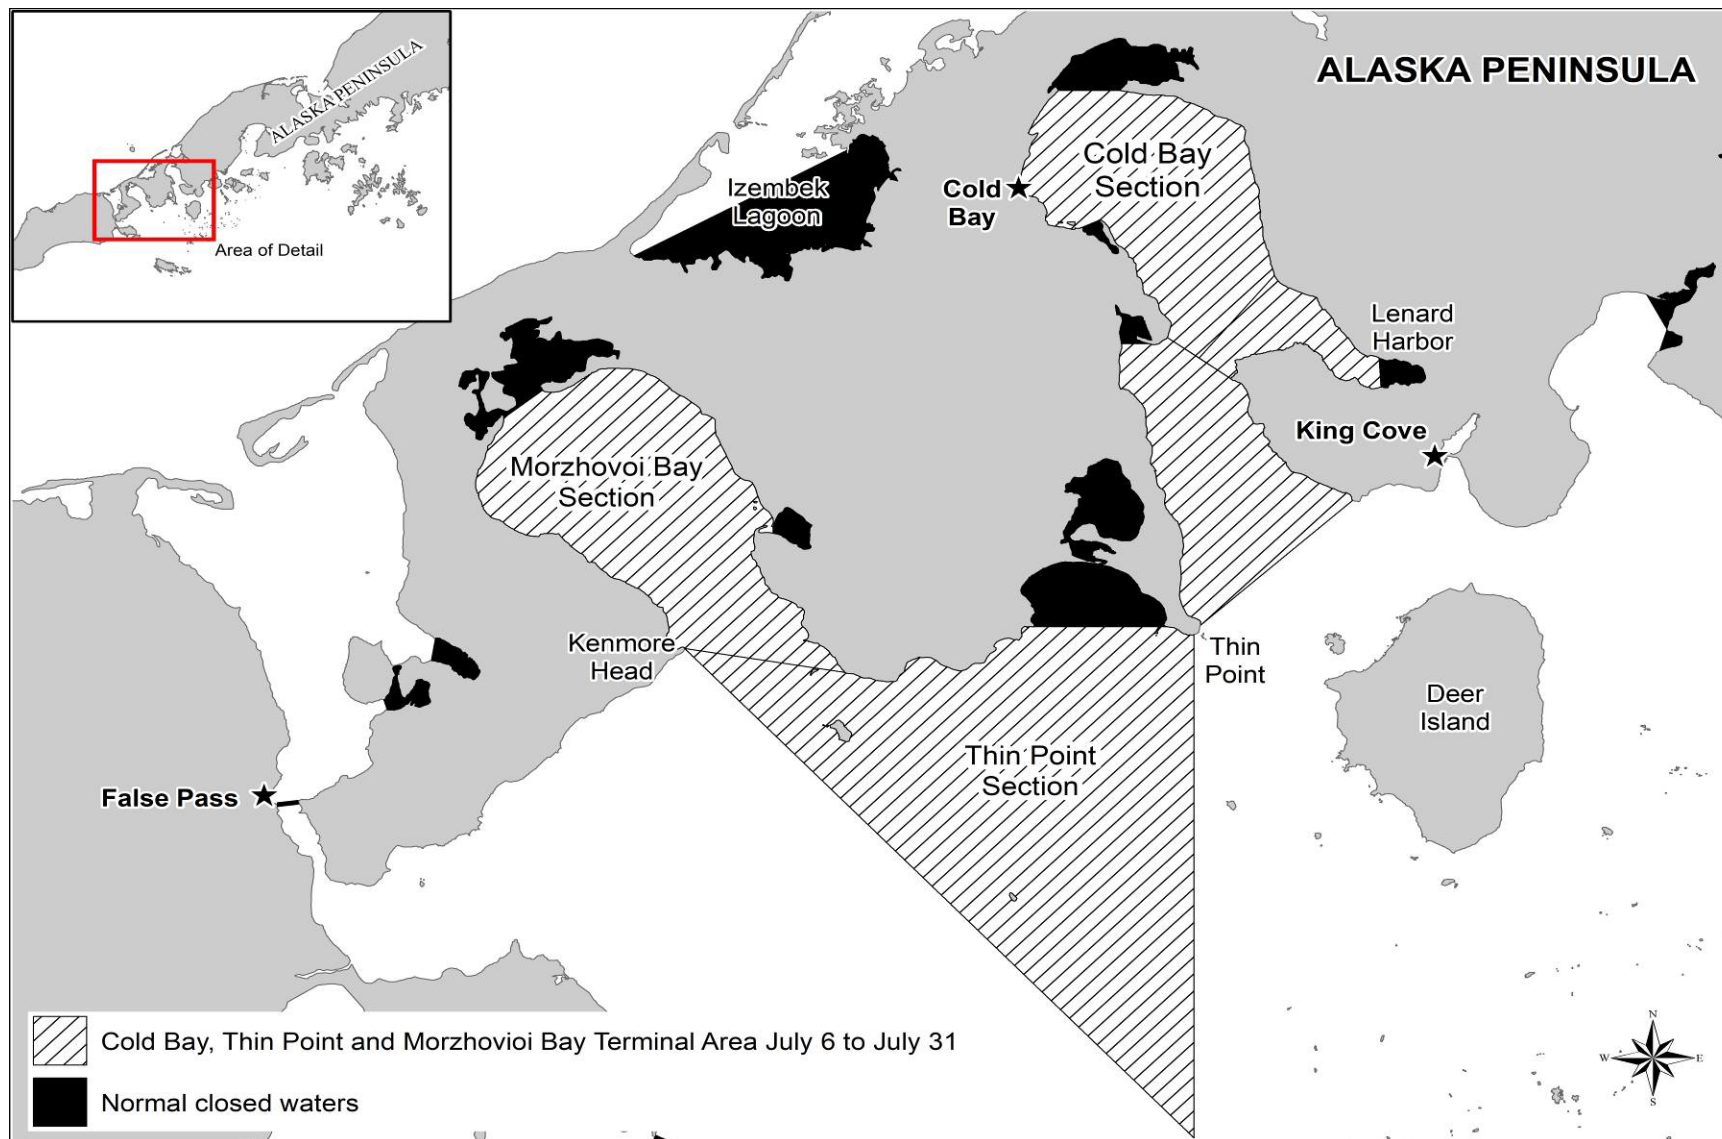 ALASKA PENINSULA
ALASKA PENINSULA
Area of Detail
Cold Bay
Section
Izembek
Lagoon
Cold
Bay
Lenard
Harbor
King Cove
Morzhovoi Bay
Section
Kenmore
Head
Thin
Point
Deer
Island
Thin Point
Section
False Pass
Cold Bay, Thin Point and Morzhovioi Bay Terminal Area July 6 to July 31
Normal closed waters
N
W
E
S